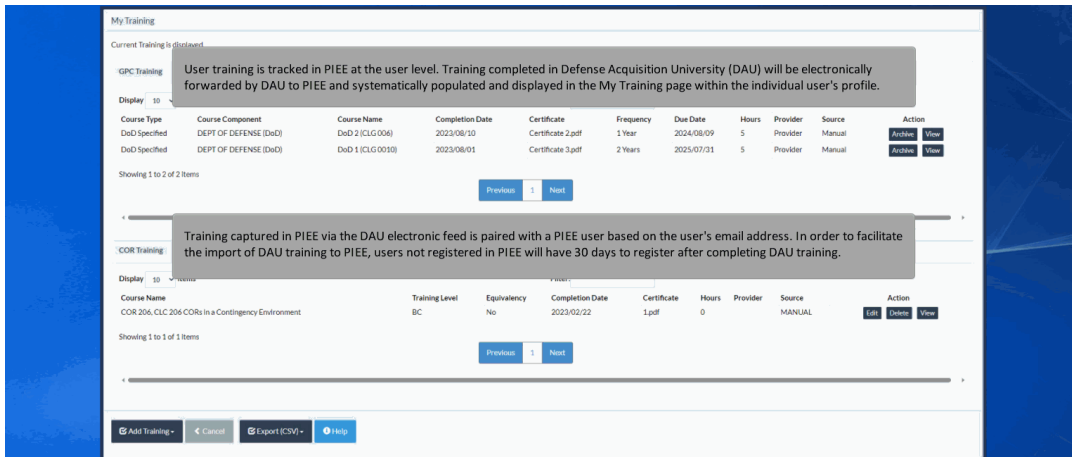 My Training
Current Training is displayed
GPC Training
User training is tracked in PIEE at the user level. Training completed in Defense Acquisition University (DAU) will be electronically
forwarded by DAU to PIEE and systematically populated and displayed in the My Training page within the individual user's profile.
Display 10
Course Type Course Component Course Name Completion Date Certificate Frequency Due Date Hours Provider Source Action
DoD Specified DEPT OF DEFENSE (DoD) DoD 2 (CLG 006) 2023/08/10 Certificate 2.pdf 1 Year 2024/08/09 5 Provider Manual Archive View
DoD Specified DEPT OF DEFENSE (DoD) DoD 1 (CLG 0010) 2023/08/01 Certificate 3.pdf 2 Years 2025/07/31 5 Provider Manual Archive View
Showing 1 to 2 of 2 Items
Previous 1 Next
Training captured in PIEE via the DAU electronic feed is paired with a PIEE user based on the user's email address. In order to facilitate
the import of DAU training to PIEE, users not registered in PIEE will have 30 days to register after completing DAU training.
COR Training
Display 10 Items Filter:
Course Name Training Level Equivalency Completion Date Certificate Hours Provider Source Action
COR 206, CLC 206 CORs in a Contingency Environment BC No 2023/02/22 1.pdf 0 MANUAL Edit Delete View
Showing 1 to 1 of 1 Items
Previous 1 Next
Add Training Cancel Export (CSV) Help